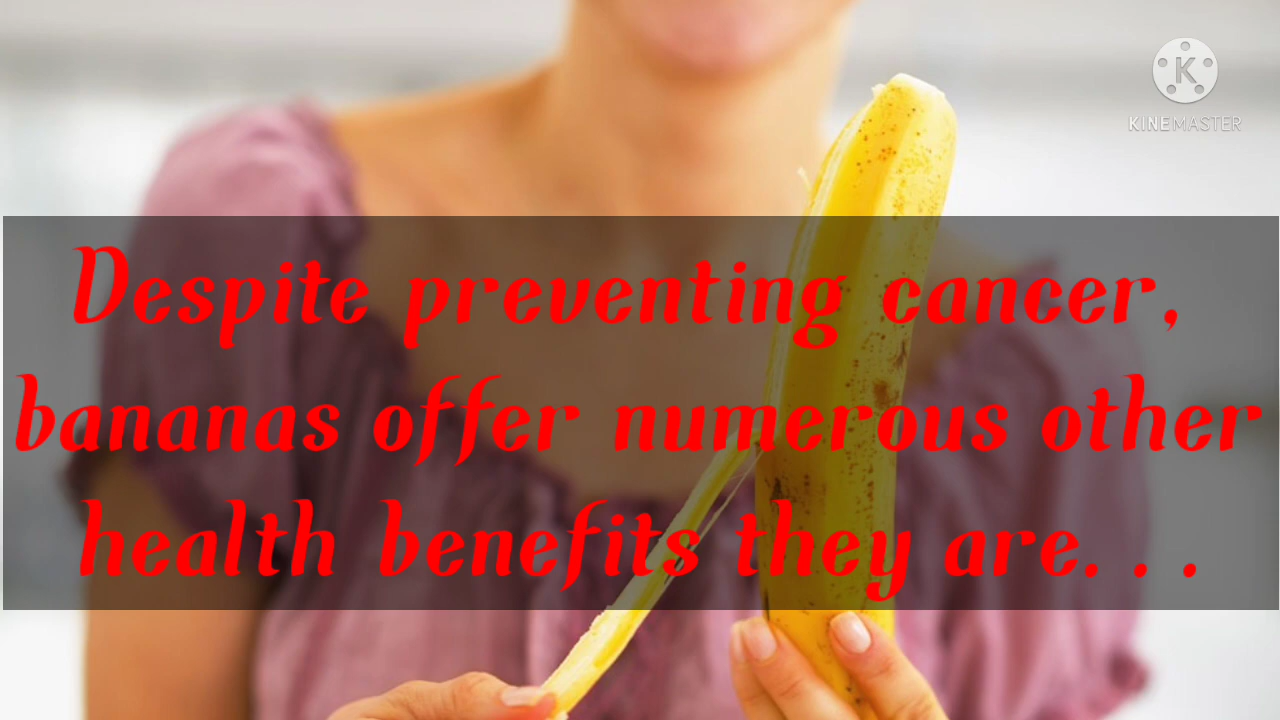 KINEMASTER
Despite preventing cancer,
bananas offer numerous other
health benefits they are. . .